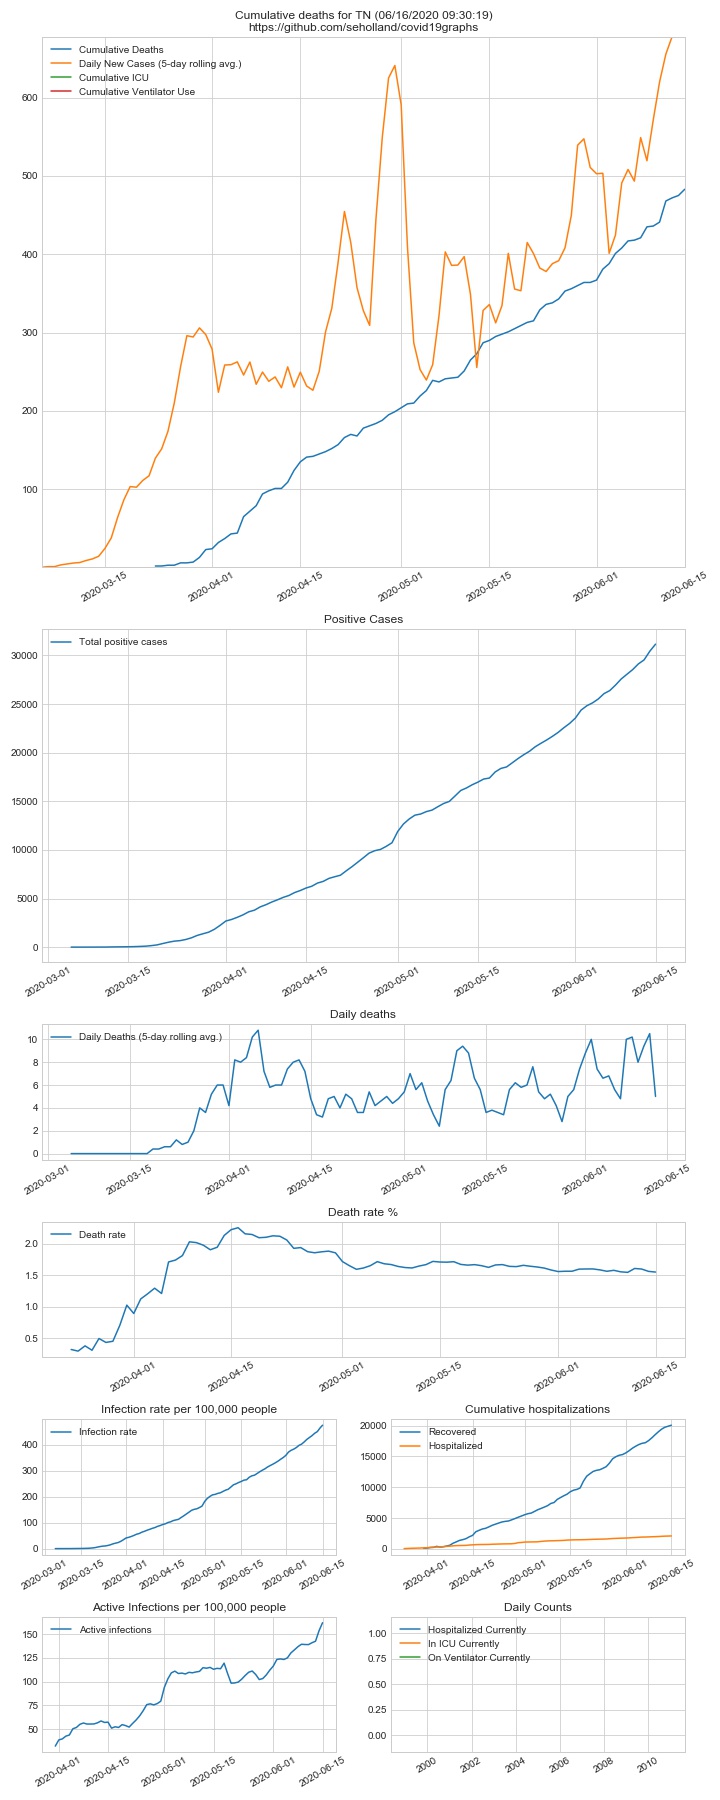 Cumulative deaths for TN (06/16/2020 09:30:19)
https://github.com/seholland/covid19graphs
Cumulative Deaths
Daily New Cases (5-day rolling avg.)
Cumulative ICU
Cumulative Ventilator Use
600
500
400
300
200
100
2020-03-15 2020-04-01 2020-04-15 2020-05-01 2020-05-15 2020-06-01 2020-06-15
Positive Cases
Total positive cases
30000
25000
20000
15000
10000
5000
0
2020-03-01 2020-03-15 2020-04-01 2020-04-15 2020-05-01 2020-05-15 2020-06-01 2020-06-15
Daily deaths
Daily Deaths (5-day rolling avg.)
10
8
6
4
2
0
2020-03-01 2020-03-15 2020-04-01 2020-04-15 2020-05-01 2020-05-15 2020-06-01 2020-06-15
Death rate %
Death rate
2.0
1.5
1.0
0.5
2020-04-01 2020-04-15 2020-05-01 2020-05-15 2020-06-01 2020-06-15
Infection rate per 100,000 people
Infection rate
400
300
200
100
0
2020-03-01 2020-03-15 2020-04-01 2020-04-15 2020-05-01 2020-05-15 2020-06-01 2020-06-15
Cumulative hospitalizations
Recovered
Hospitalized
20000
15000
10000
5000
0
2020-04-01 2020-04-15 2020-05-01 2020-05-15 2020-06-01 2020-06-15
Active Infections per 100,000 people
Active infections
150
125
100
75
50
2020-04-01 2020-04-15 2020-05-01 2020-05-15 2020-06-01 2020-06-15
Daily Counts
Hospitalized Currently
In ICU Currently
On Ventilator Currently
1.00
0.75
0.50
0.25
0.00
2000 2002 2004 2006 2008 2010